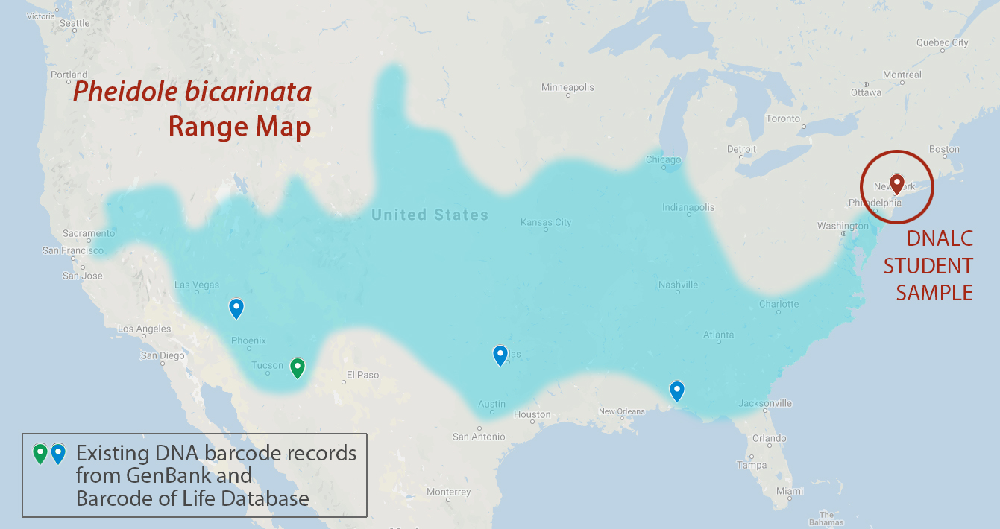 Victoria
Seattle
Quebec City
Portland
Montreal
Pheidole bicarinata
Range Map
Minneapolis
Ottawa
Toronto
Detroit
Boston
Chicago
New York
Philadelphia
United States
Indianapolis
Kansas City
Washington
Sacramento
San Francisco
San Jose
DNALC
STUDENT
SAMPLE
Las Vegas
Nashville
Charlotte
Los Angeles
Phoenix
Atlanta
San Diego
Tucson
El Paso
las
Austin
Houston
New Orleans
Jacksonville
San Antonio
Orlando
Tampa
Miami
Monterrey
The
Bahamas
Existing DNA barcode records
from GenBank and
Barcode of Life Database